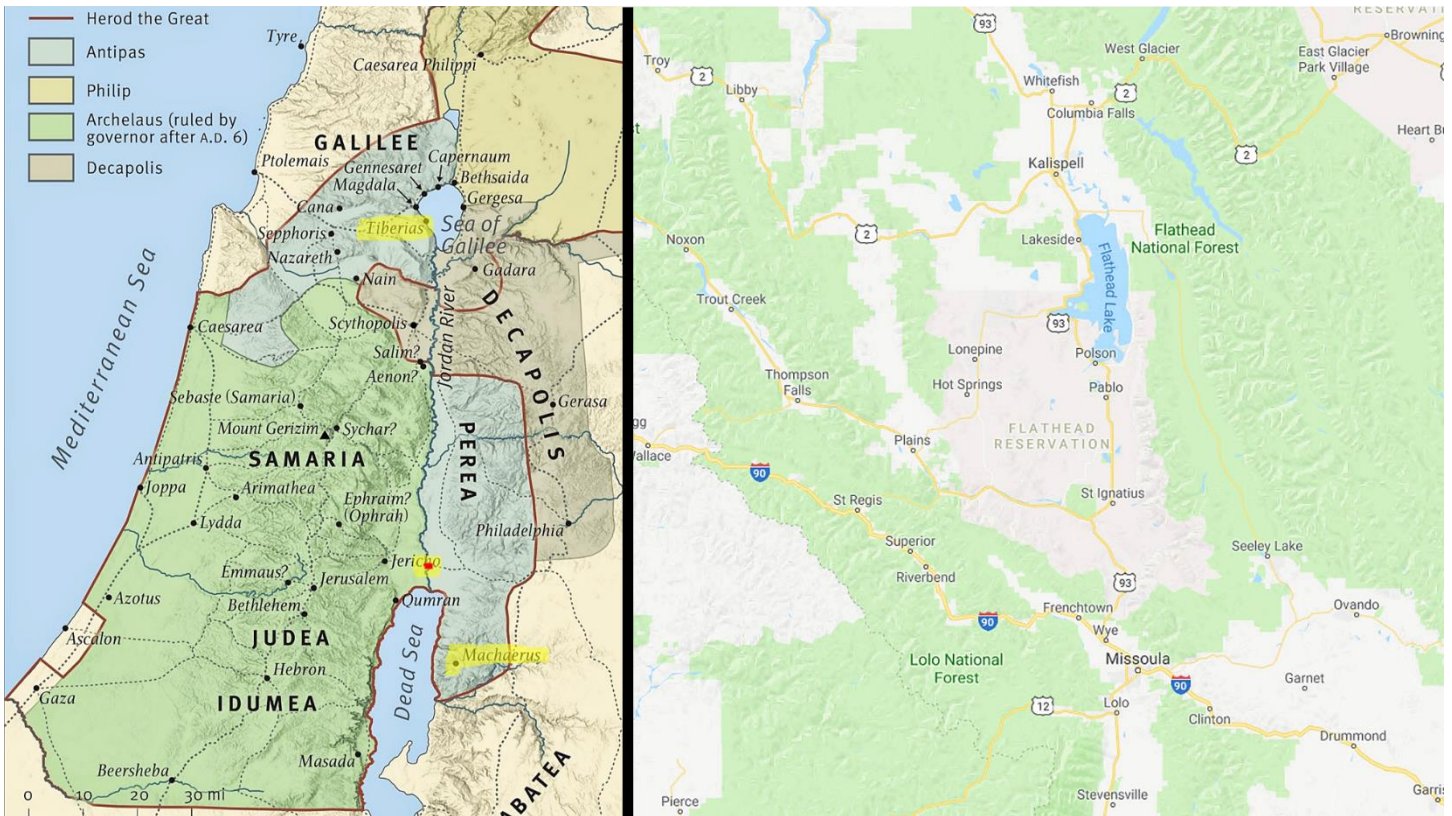 Herod the Great
Antipas
Philip
Archelaus (ruled by
governor after A.D. 6)
Decapolis
Tyre
Caesarea Philippi
GALILEE
Ptolemais
Capernaum
Gennesaret
Bethsaida
Magdala
Gergesa
Cana
Tiberias
Sea of
Galilee
Sepphoris
Nazareth
Gadara
Nain
DECAPOLIS
Mediterranean Sea
Caesarea
Scythopolis
Jordan River
Salim?
Aenon?
Sebaste (Samaria)
Gerasa
Mount Gerizim
Sychar?
PEREA
SAMARIA
Antipatris
Joppa
Arimathea
Ephraim?
(Ophrah)
Lydda
Philadelphia
Jericho
Emmaus?
Jerusalem
Azotus
Qumran
Bethlehem
Ascalon
JUDEA
Dead Sea
Machaerus
Hebron
Gaza
IDUMEA
Masada
Beersheba
ABATEA
0 10 20 30 mi
RESERVATI
93
Browning
West Glacier
East Glacier
Park Village
Troy
2
Libby
Whitefish
2
Columbia Falls
Heart Bu
st
Kalispell
2
Noxon
2
Lakeside
Flathead Lake
Flathead
National Forest
Trout Creek
93
Lonepine
Polson
Thompson
Falls
Hot Springs
Pablo
gg
Wallace
Plains
FLATHEAD
RESERVATION
90
St Regis
St Ignatius
Superior
Seeley Lake
Riverbend
93
Frenchtown
90
Ovando
Wye
Missoula
Lolo National
Forest
90
Garnet
12
Lolo
Clinton
Drummond
Stevensville
Garris
Pierce